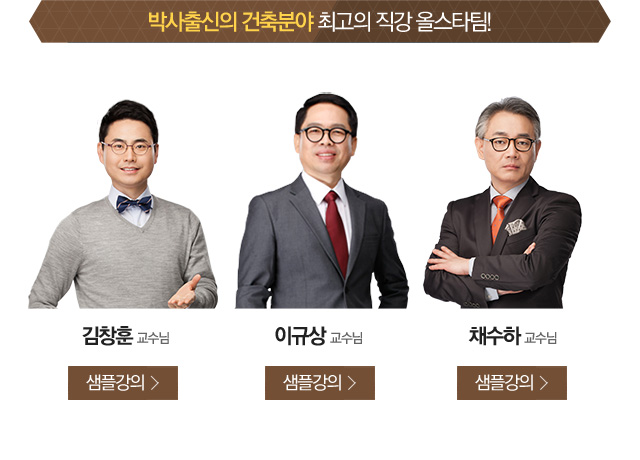 박사출신의 건축분야 최고의 직강 올스타팀!
김창훈 교수님
이규상 교수님
채수하 교수님
샘플강의 >
샘플강의 >
샘플강의 >